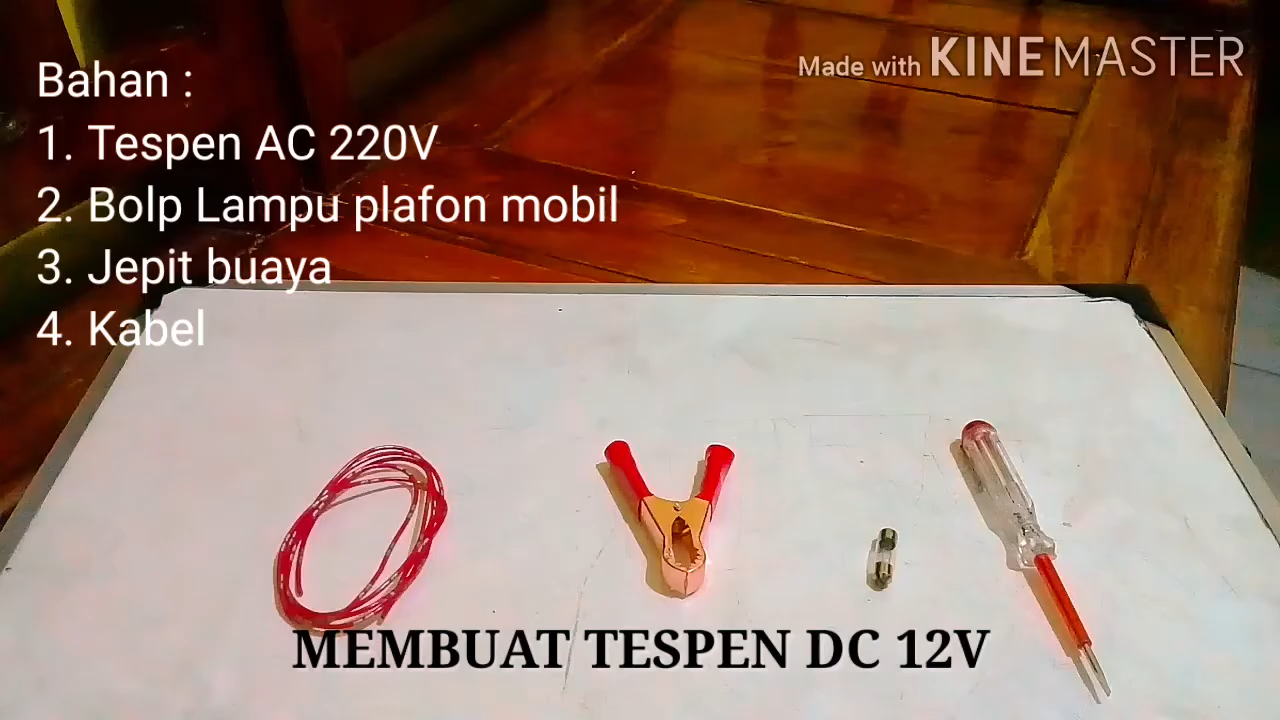 Bahan :
1. Tespen AC 220V
2. Bolp Lampu plafon mobil
3. Jepit buaya
4. Kabel
Made with KINEMASTER
MEMBUAT TESPEN DC 12V